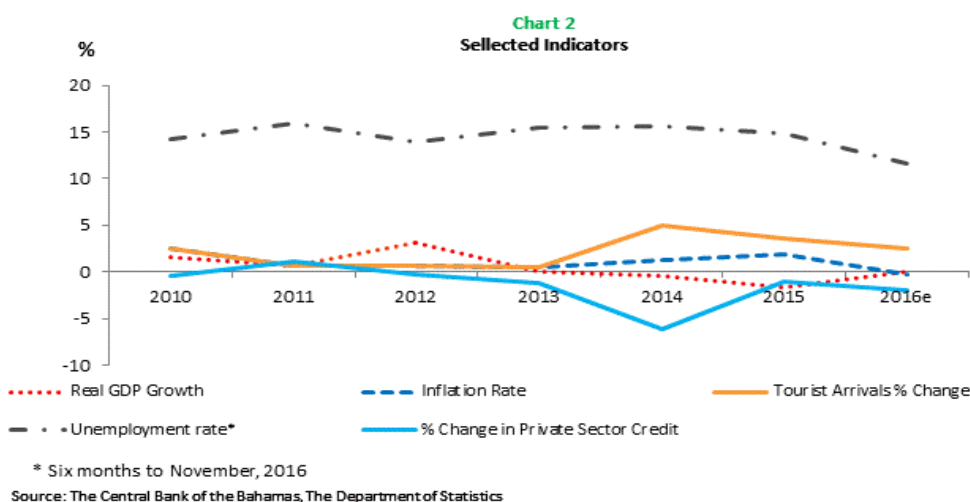 Chart 2
Sellected Indicators
%
20
15
10
5
0
-5
-10
2010 2011 2012 2013 2014 2015 2016e
Real GDP Growth Inflation Rate Tourist Arrivals % Change
Unemployment rate* % Change in Private Sector Credit
* Six months to November, 2016
Source: The Central Bank of the Bahamas, The Department of Statistics